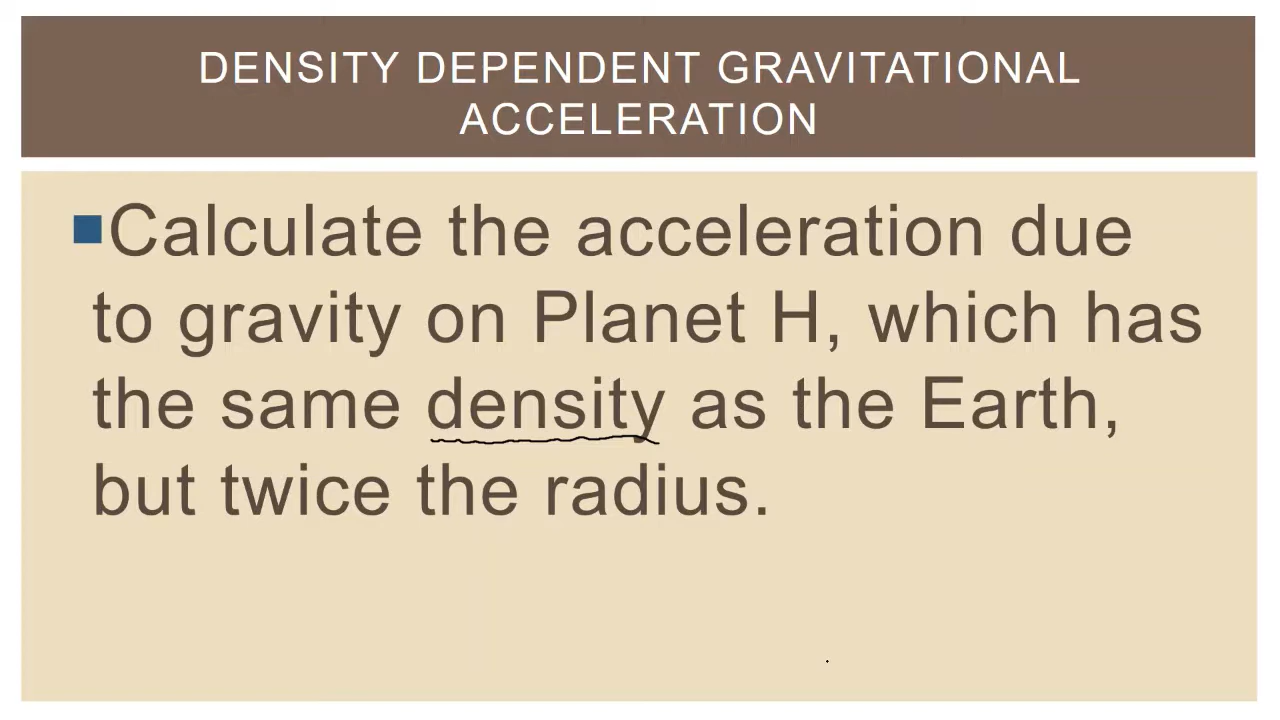 DENSITY DEPENDENT GRAVITATIONAL
ACCELERATION
Calculate the acceleration due
to gravity on Planet H, which has
the same density as the Earth,
but twice the radius.